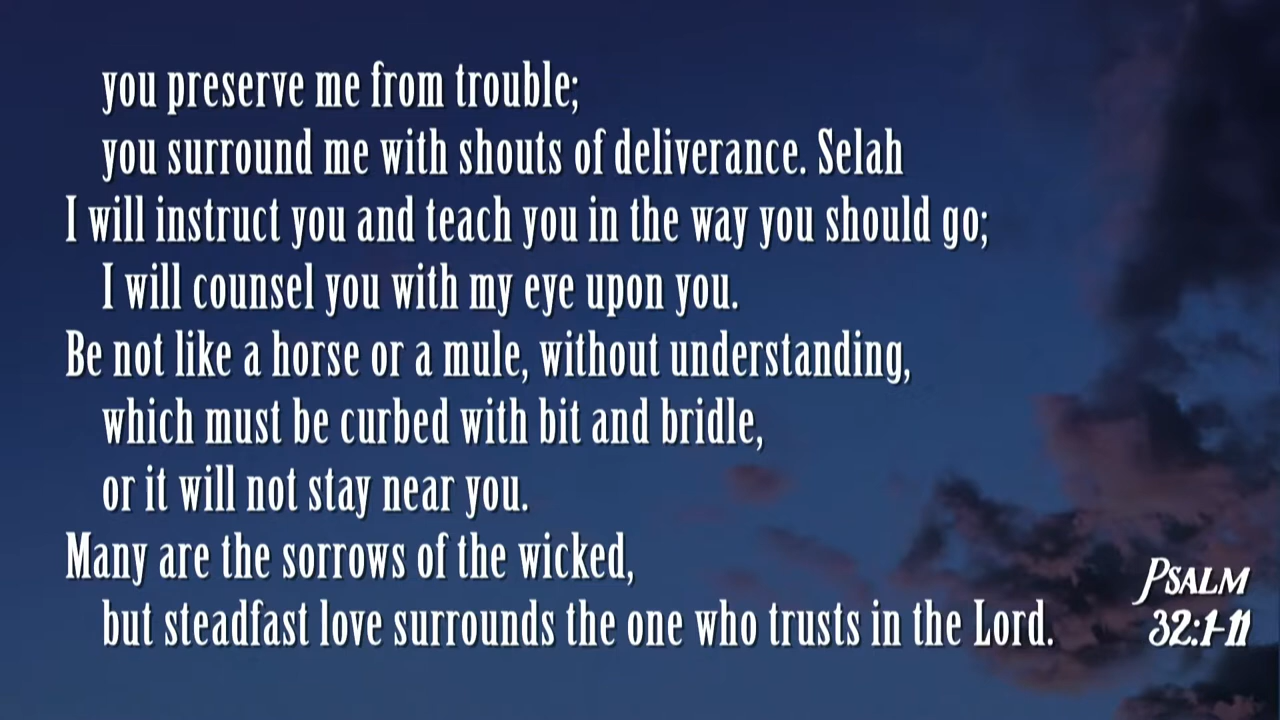 you preserve me from trouble;
you surround me with shouts of deliverance. Selah
I will instruct you and teach you in the way you should go;
I will counsel you with my eye upon you.
Be not like a horse or a mule, without understanding,
which must be curbed with bit and bridle,
or it will not stay near you.
Many are the sorrows of the wicked,
but steadfast love surrounds the one who trusts in the Lord.
Psalm
32:1-11